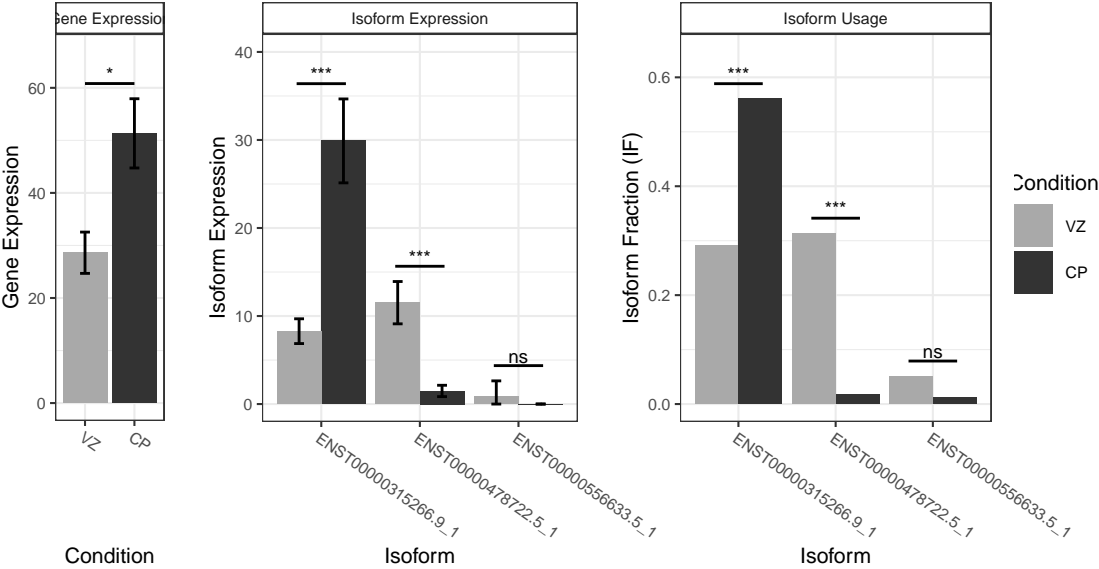 Gene Expression
Isoform Expression
Isoform Usage
Gene Expression
60
40
20
0
*
VZ
CP
Condition
Isoform Expression
40
30
20
10
0
***
***
ns
ENST00000315266.9_1
ENST00000478722.5_1
ENST00000556633.5_1
Isoform
Isoform Fraction (IF)
0.6
0.4
0.2
0.0
***
***
ns
ENST00000315266.9_1
ENST00000478722.5_1
ENST00000556633.5_1
Isoform
Condition
VZ
CP